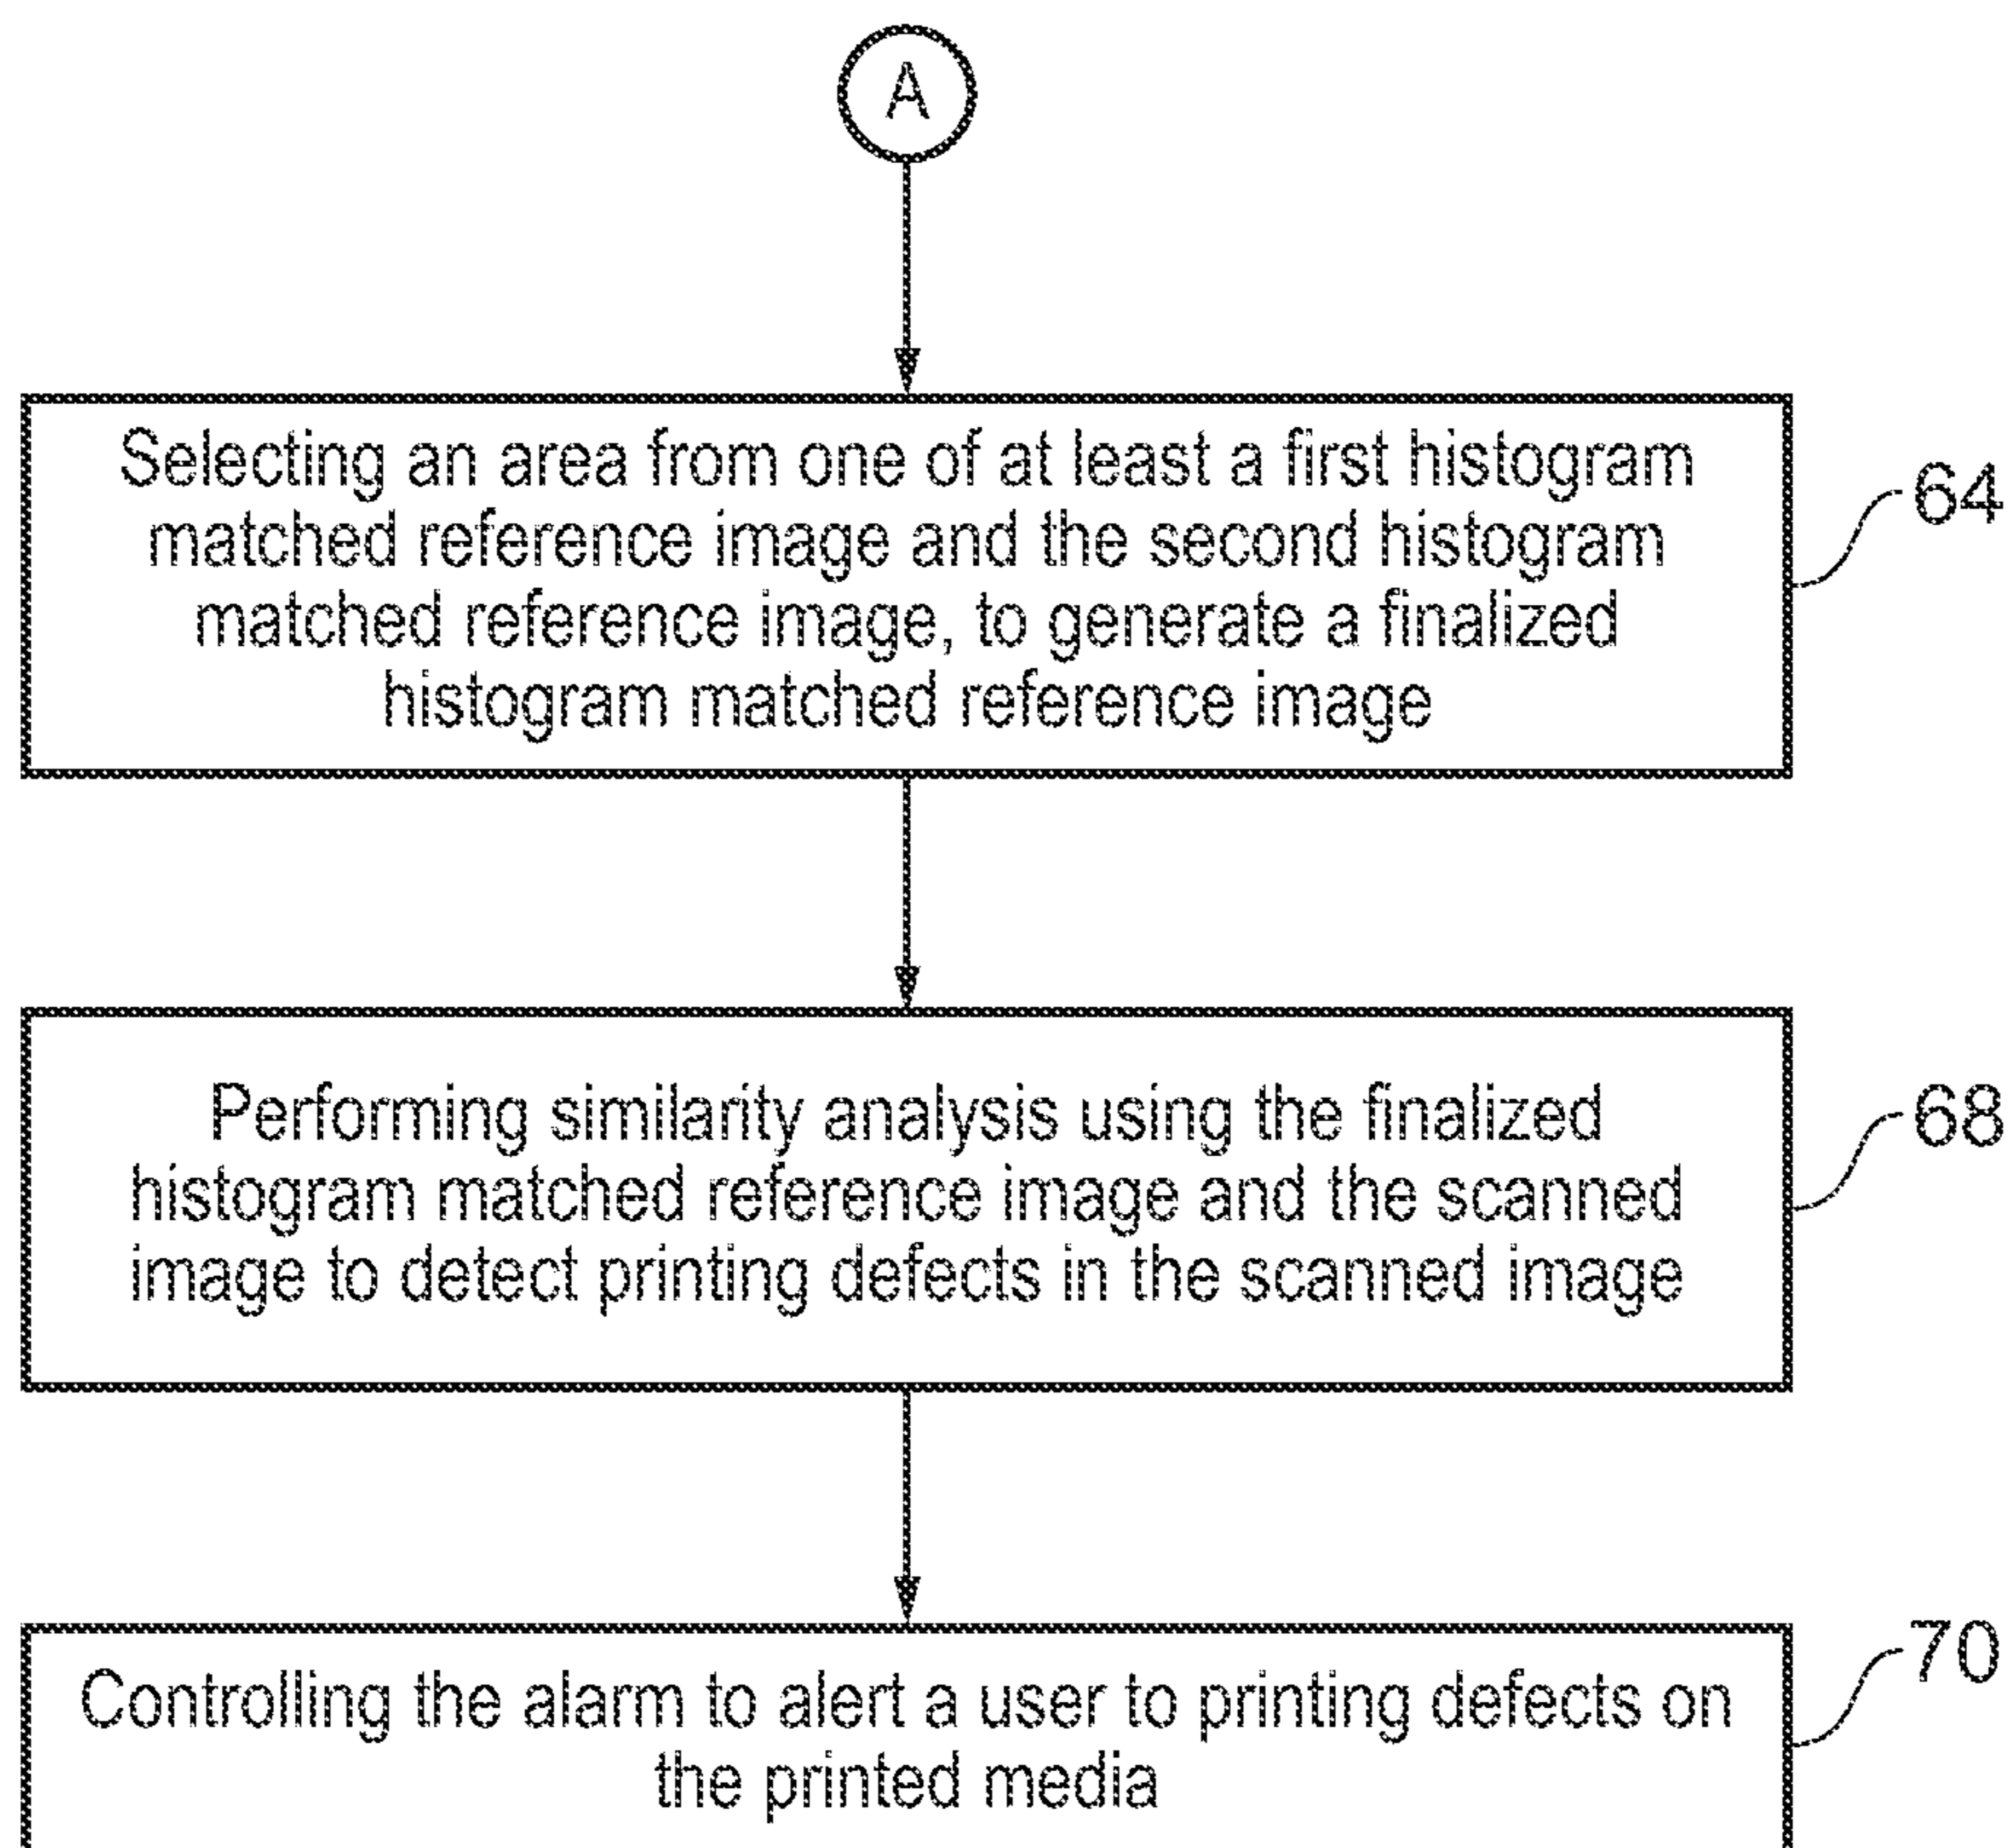 A
Selecting an area from one of at least a first histogram
matched reference image and the second histogram
matched reference image, to generate a finalized
histogram matched reference image
64
Performing similarity analysis using the finalized
histogram matched reference image and the scanned
image to detect printing defects in the scanned image
68
Controlling the alarm to alert a user to printing defects on
the printed media
70